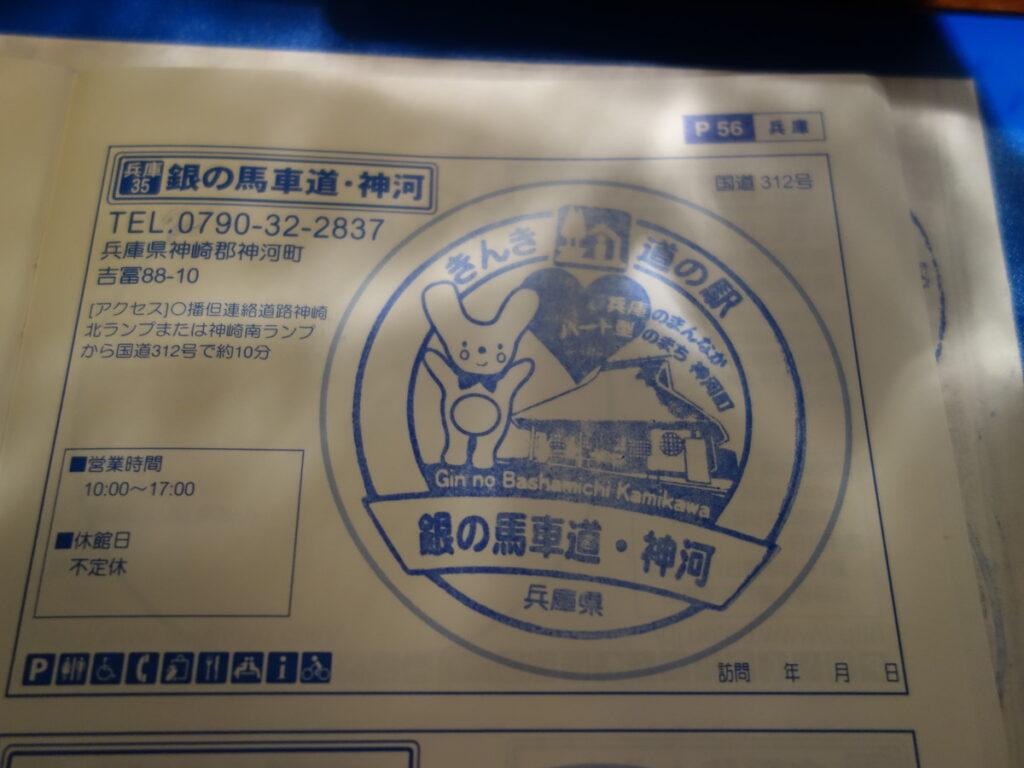 P 56 兵庫
兵庫
35
銀の馬車道・神河
国道 312号
TEL.0790-32-2837
兵庫県神崎郡神河町
吉冨88-10
[アクセス]○播但連絡道路神崎
北ランプまたは神崎南ランプ
から国道312号で約10分
きんき 道の駅
兵庫のまんなか
ハート型のまち 神河町
Gin no Bashamichi Kamikawa
銀の馬車道・神河
兵庫県
■営業時間
10:00～17:00
■休館日
不定休
P
i
訪問 年 月 日